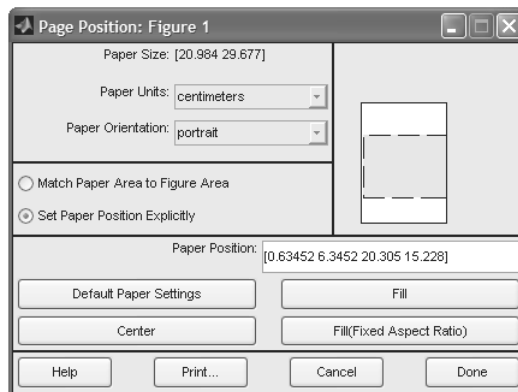 Page Position: Figure 1
Paper Size: [20.984 29.677]
Paper Units: centimeters
Paper Orientation: portrait
Match Paper Area to Figure Area
Set Paper Position Explicitly
Paper Position: [0.63452 6.3452 20.305 15.228]
Default Paper Settings Fill
Center Fill(Fixed Aspect Ratio)
Help Print... Cancel Done